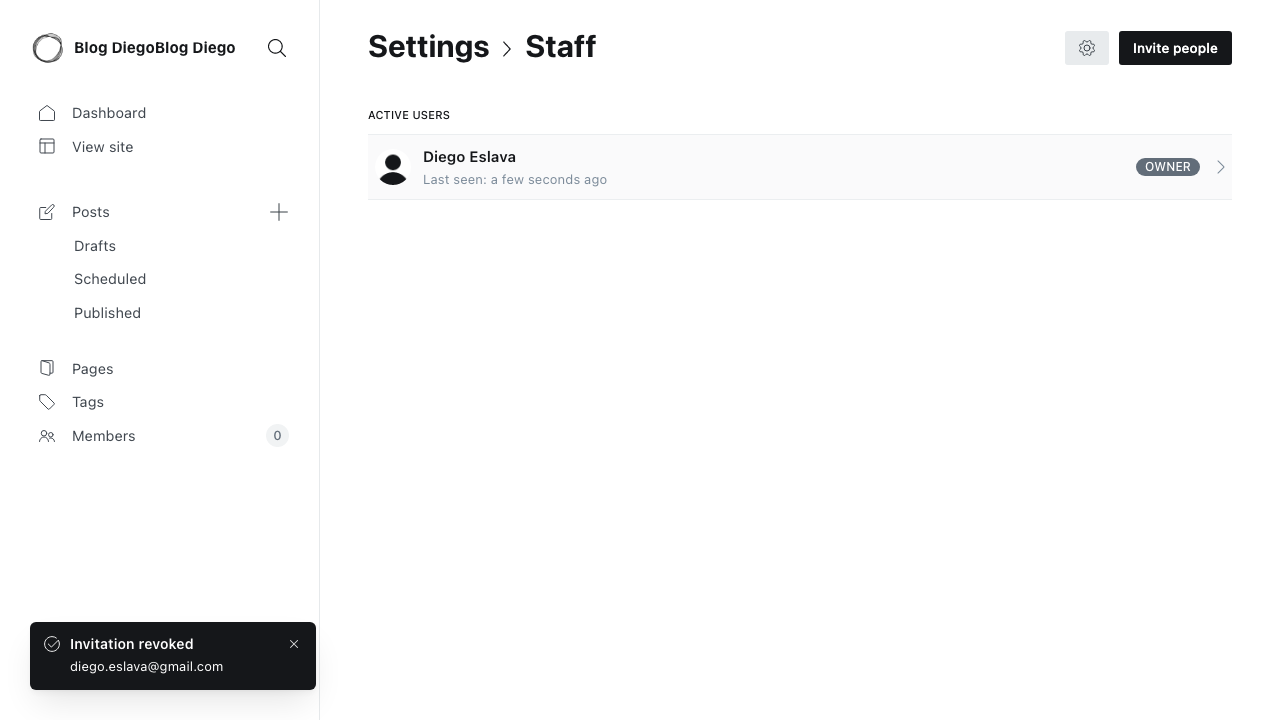 Blog DiegoBlog Diego
Dashboard
View site
Posts
Drafts
Scheduled
Published
Pages
Tags
Members
0
Invitation revoked
diego.eslava@gmail.com
Settings
Staff
Invite people
ACTIVE USERS
Diego Eslava
Last seen: a few seconds ago
OWNER